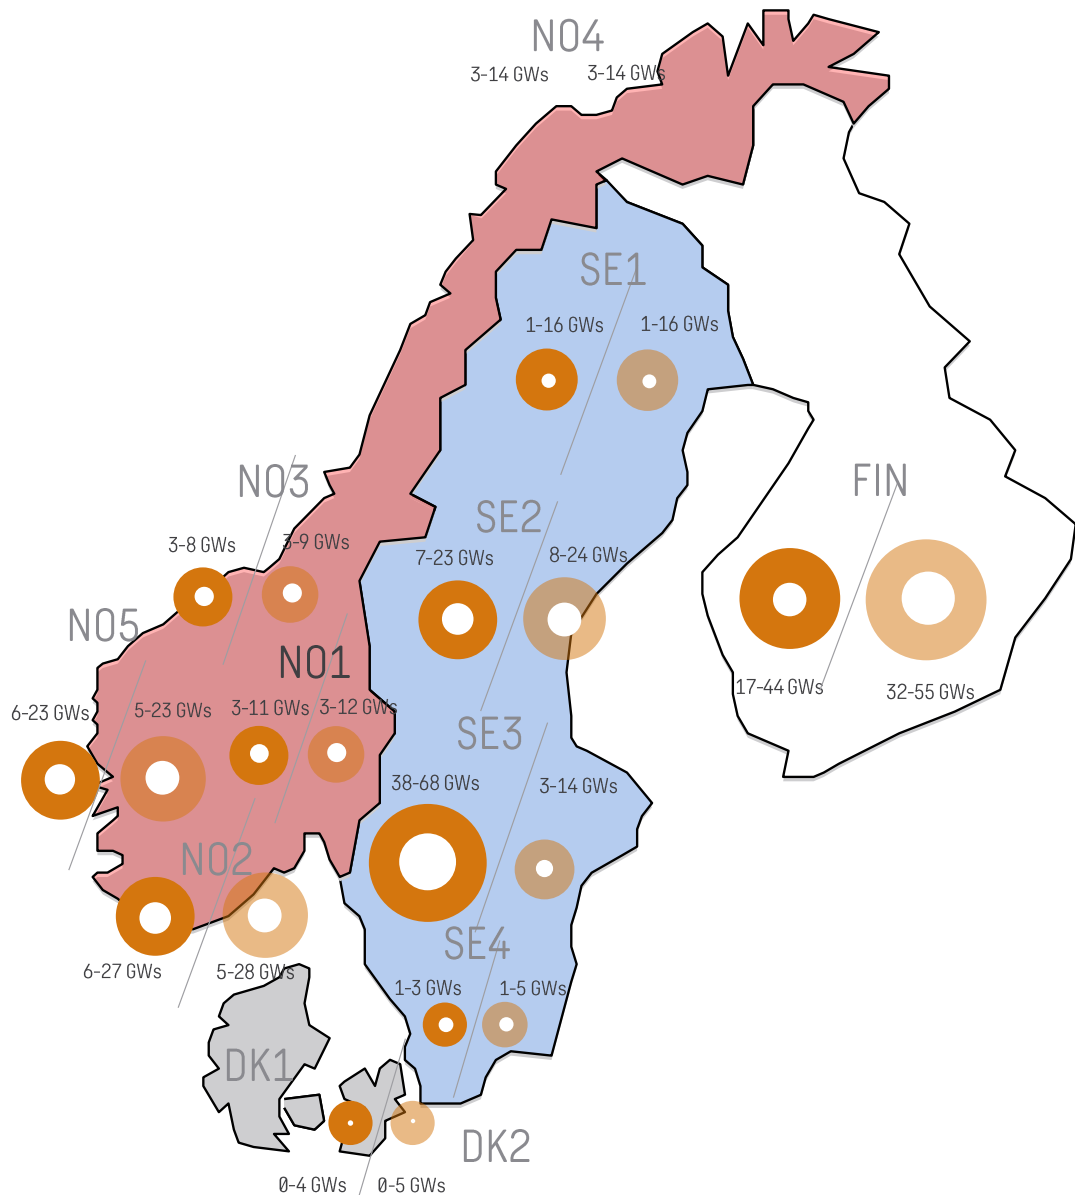 NO4
3-14 GWs 3-14 GWs
SE1
1-16 GWs 1-16 GWs
NO3
3-8 GWs 3-9 GWs
SE2
7-23 GWs 8-24 GWs
FIN
17-44 GWs 32-55 GWs
NO5
6-23 GWs 5-23 GWs
NO1
3-11 GWs 3-12 GWs
SE3
38-68 GWs 3-14 GWs
NO2
6-27 GWs 5-28 GWs
SE4
1-3 GWs 1-5 GWs
DK1
DK2
0-4 GWs 0-5 GWs